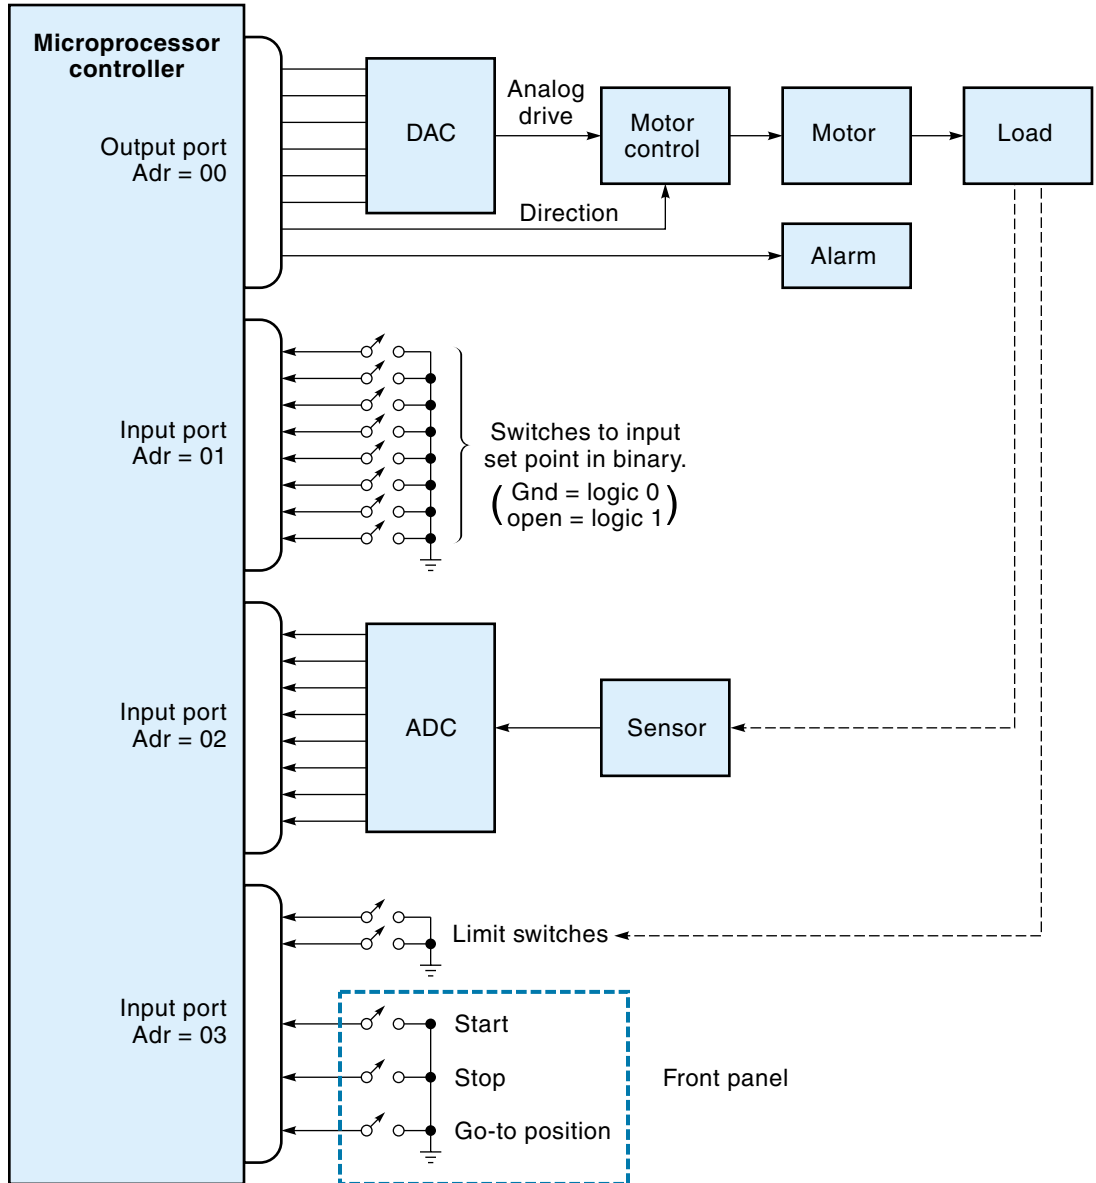 Microprocessor
controller
Output port
Adr = 00
DAC
Analog
drive
Motor
control
Motor
Load
Direction
Alarm
Input port
Adr = 01
Switches to input
set point in binary.
(Gnd = logic 0
open = logic 1)
Input port
Adr = 02
ADC
Sensor
Input port
Adr = 03
Limit switches
Start
Stop
Go-to position
Front panel